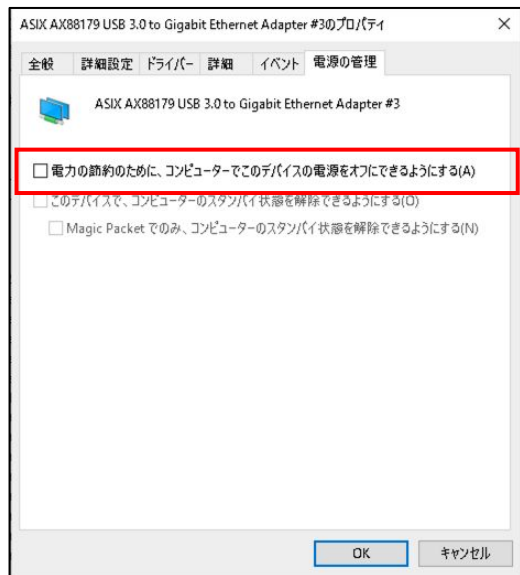 ASIX AX88179 USB 3.0 to Gigabit Ethernet Adapter #3のプロパティ
全般 詳細設定 ドライバー 詳細 イベント 電源の管理
ASIX AX88179 USB 3.0 to Gigabit Ethernet Adapter #3
電力の節約のために、コンピューターでこのデバイスの電源をオフにできるようにする(A)
このデバイスで、コンピューターのスタンバイ状態を解除できるようにする(O)
Magic Packet でのみ、コンピューターのスタンバイ状態を解除できるようにする(N)
OK キャンセル